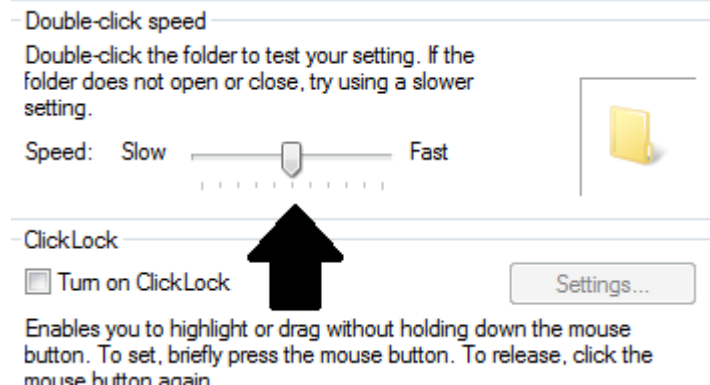 Double-click speed
Double-click the folder to test your setting. If the
folder does not open or close, try using a slower
setting.
Speed: Slow Fast
ClickLock
Turn on ClickLock
Settings...
Enables you to highlight or drag without holding down the mouse
button. To set, briefly press the mouse button. To release, click the
mouse button again.